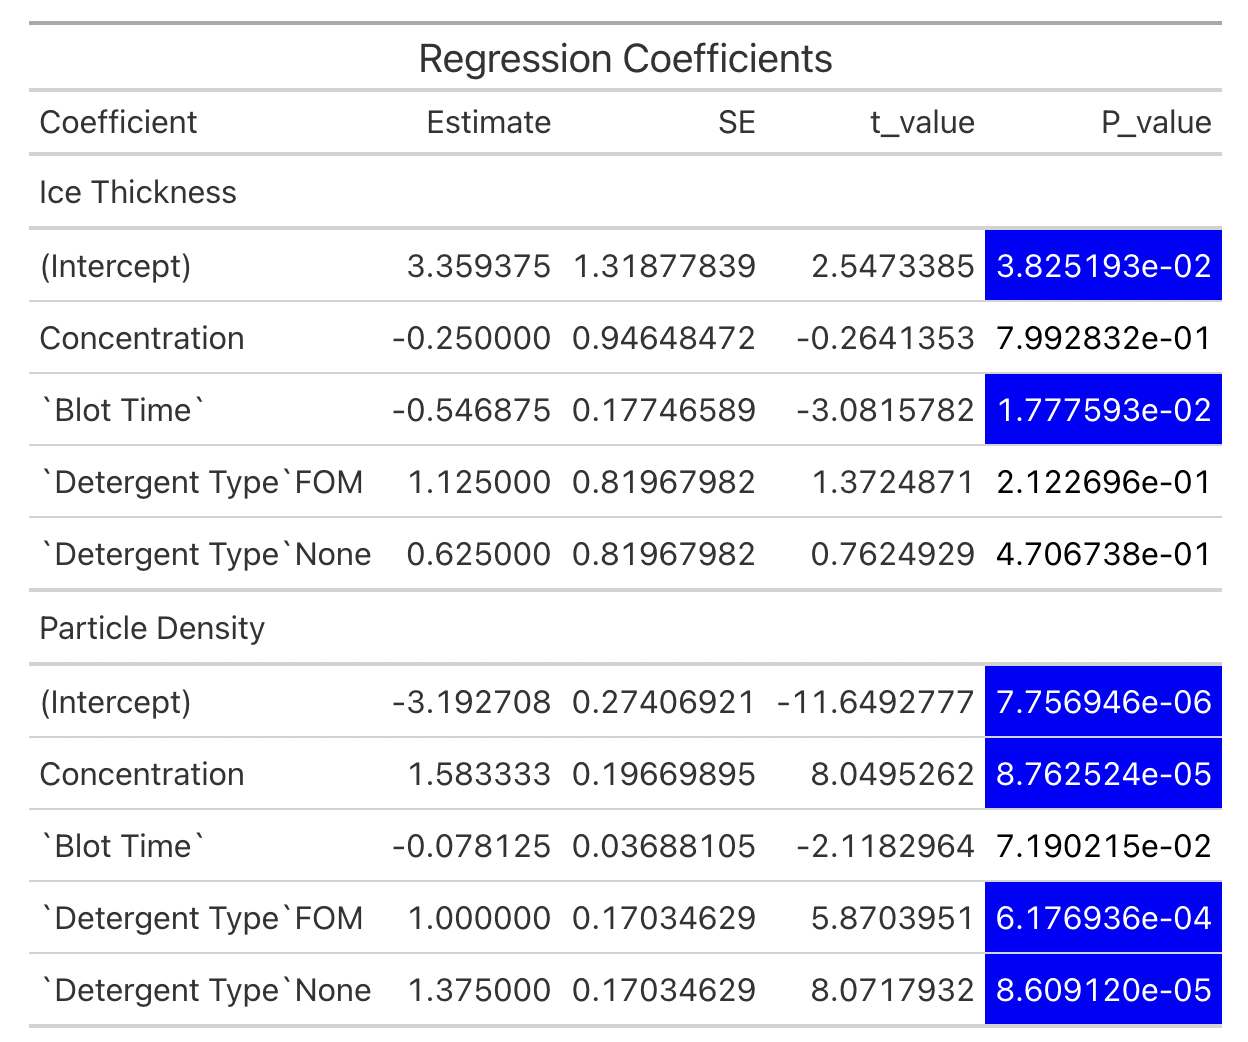 Regression Coefficients
Coefficient Estimate SE t_value P_value
Ice Thickness
(Intercept) 3.359375 1.31877839 2.5473385 3.825193e-02
Concentration -0.250000 0.94648472 -0.2641353 7.992832e-01
`Blot Time` -0.546875 0.17746589 -3.0815782 1.777593e-02
`Detergent Type`FOM 1.125000 0.81967982 1.3724871 2.122696e-01
`Detergent Type`None 0.625000 0.81967982 0.7624929 4.706738e-01
Particle Density
(Intercept) -3.192708 0.27406921 -11.6492777 7.756946e-06
Concentration 1.583333 0.19669895 8.0495262 8.762524e-05
`Blot Time` -0.078125 0.03688105 -2.1182964 7.190215e-02
`Detergent Type`FOM 1.000000 0.17034629 5.8703951 6.176936e-04
`Detergent Type`None 1.375000 0.17034629 8.0717932 8.609120e-05